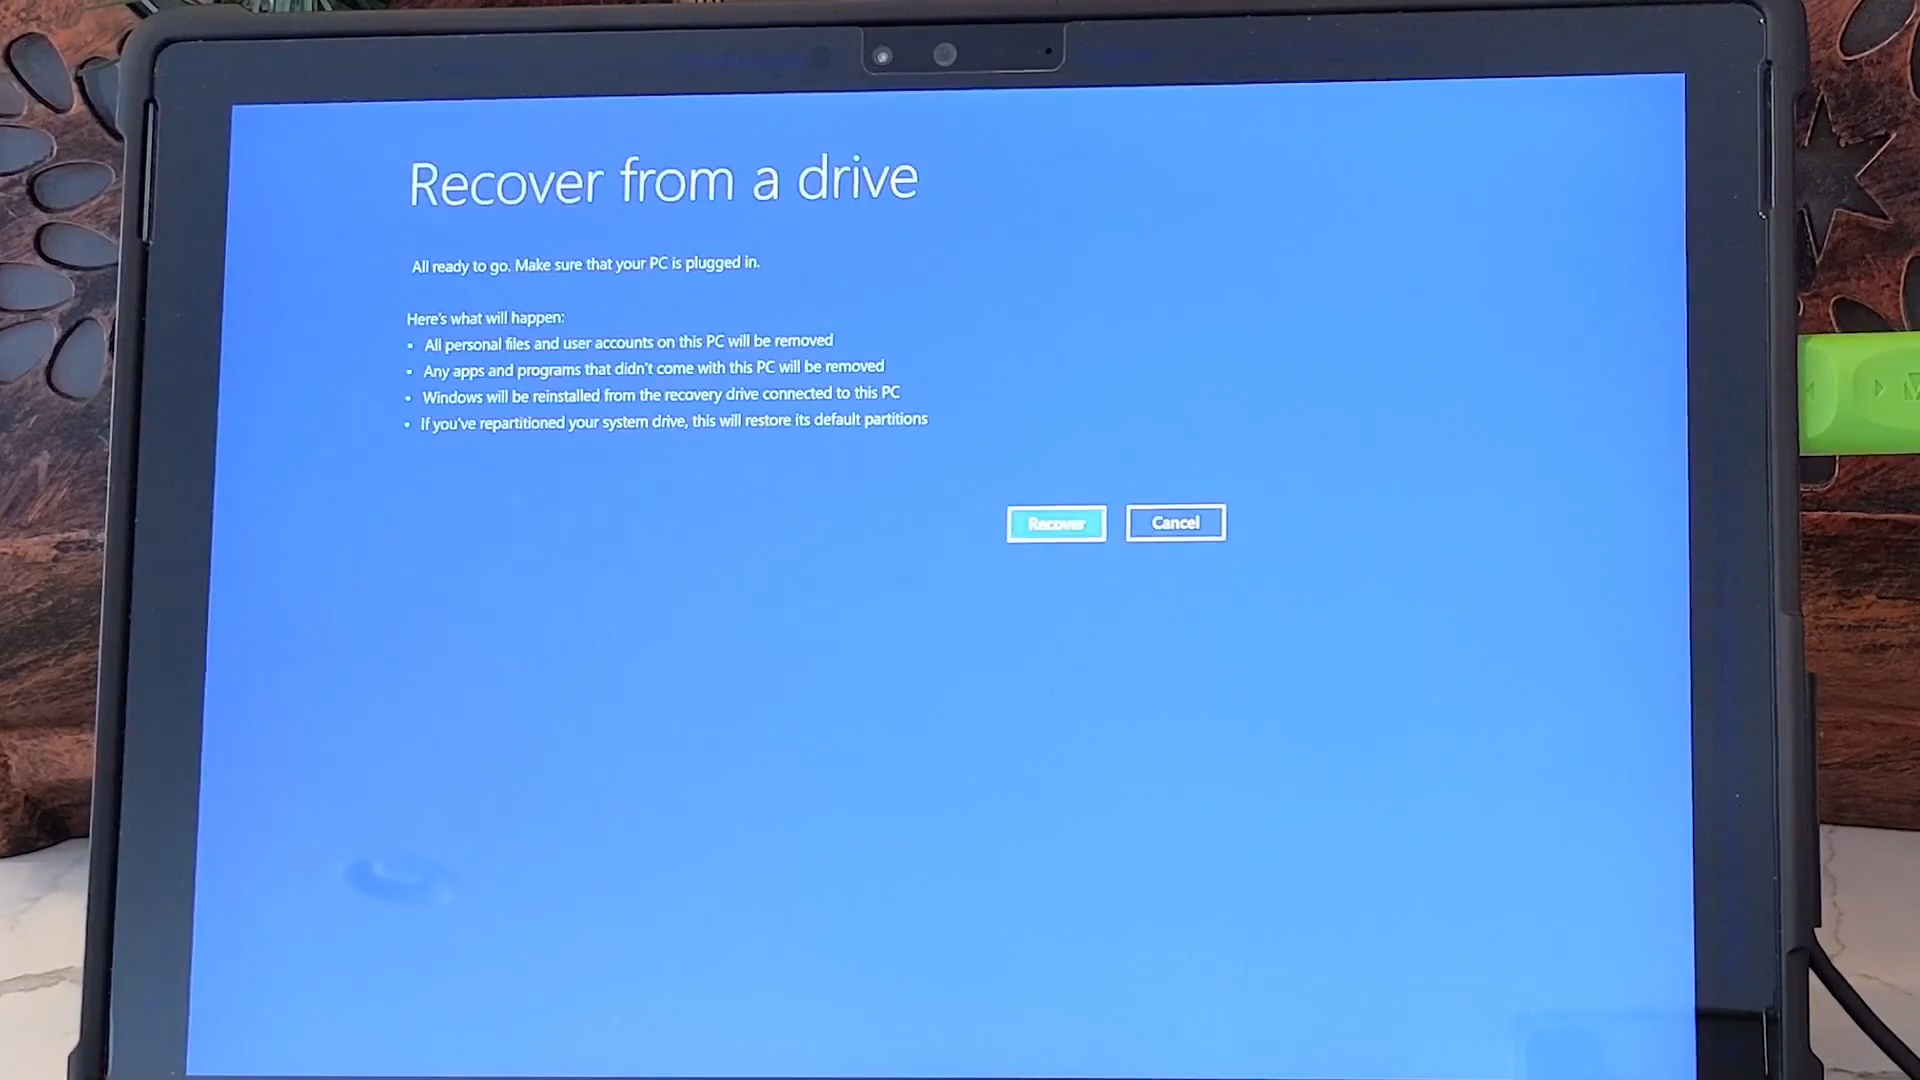 Recover from a drive
All ready to go. Make sure that your PC is plugged in.
Here's what will happen:
• All personal files and user accounts on this PC will be removed
• Any apps and programs that didn't come with this PC will be removed
• Windows will be reinstalled from the recovery drive connected to this PC
• If you've repartitioned your system drive, this will restore its default partitions
Recover Cancel